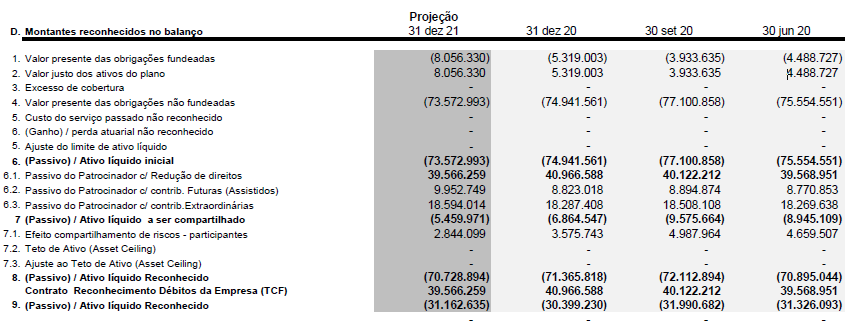 Projeção
D. Montantes reconhecidos no balanço 31 dez 21 31 dez 20 30 set 20 30 jun 20
1. Valor presente das obrigações fundeadas (8.056.330) (5.319.003) (3.933.635) (4.488.727)
2. Valor justo dos ativos do plano 8.056.330 5.319.003 3.933.635 4.488.727
3. Excesso de cobertura - - - -
4. Valor presente das obrigações não fundeadas (73.572.993) (74.941.561) (77.100.858) (75.554.551)
5. Custo do serviço passado não reconhecido - - - -
6. (Ganho) / perda atuarial não reconhecido - - - -
5. Ajuste do limite de ativo líquido - - - -
6. (Passivo) / Ativo líquido inicial (73.572.993) (74.941.561) (77.100.858) (75.554.551)
6.1. Passivo do Patrocinador c/ Redução de direitos 39.566.259 40.966.588 40.122.212 39.568.951
6.2. Passivo do Patrocinador c/ contrib. Futuras (Assistidos) 9.952.749 8.823.018 8.894.874 8.770.853
6.3. Passivo do Patrocinador c/ contrib.Extraordinárias 18.594.014 18.287.408 18.508.108 18.269.638
7 (Passivo) / Ativo líquido a ser compartilhado (5.459.971) (6.864.547) (9.575.664) (8.945.109)
7.1. Efeito compartilhamento de riscos - participantes 2.844.099 3.575.743 4.987.964 4.659.507
7.2. Teto de Ativo (Asset Ceiling) - - - -
7.3. Ajuste ao Teto de Ativo (Asset Ceiling) - - - -
8. (Passivo) / Ativo líquido Reconhecido (70.728.894) (71.365.818) (72.112.894) (70.895.044)
Contrato Reconhecimento Débitos da Empresa (TCF) 39.566.259 40.966.588 40.122.212 39.568.951
9. (Passivo) / Ativo líquido Reconhecido (31.162.635) (30.399.230) (31.990.682) (31.326.093)
- - - -